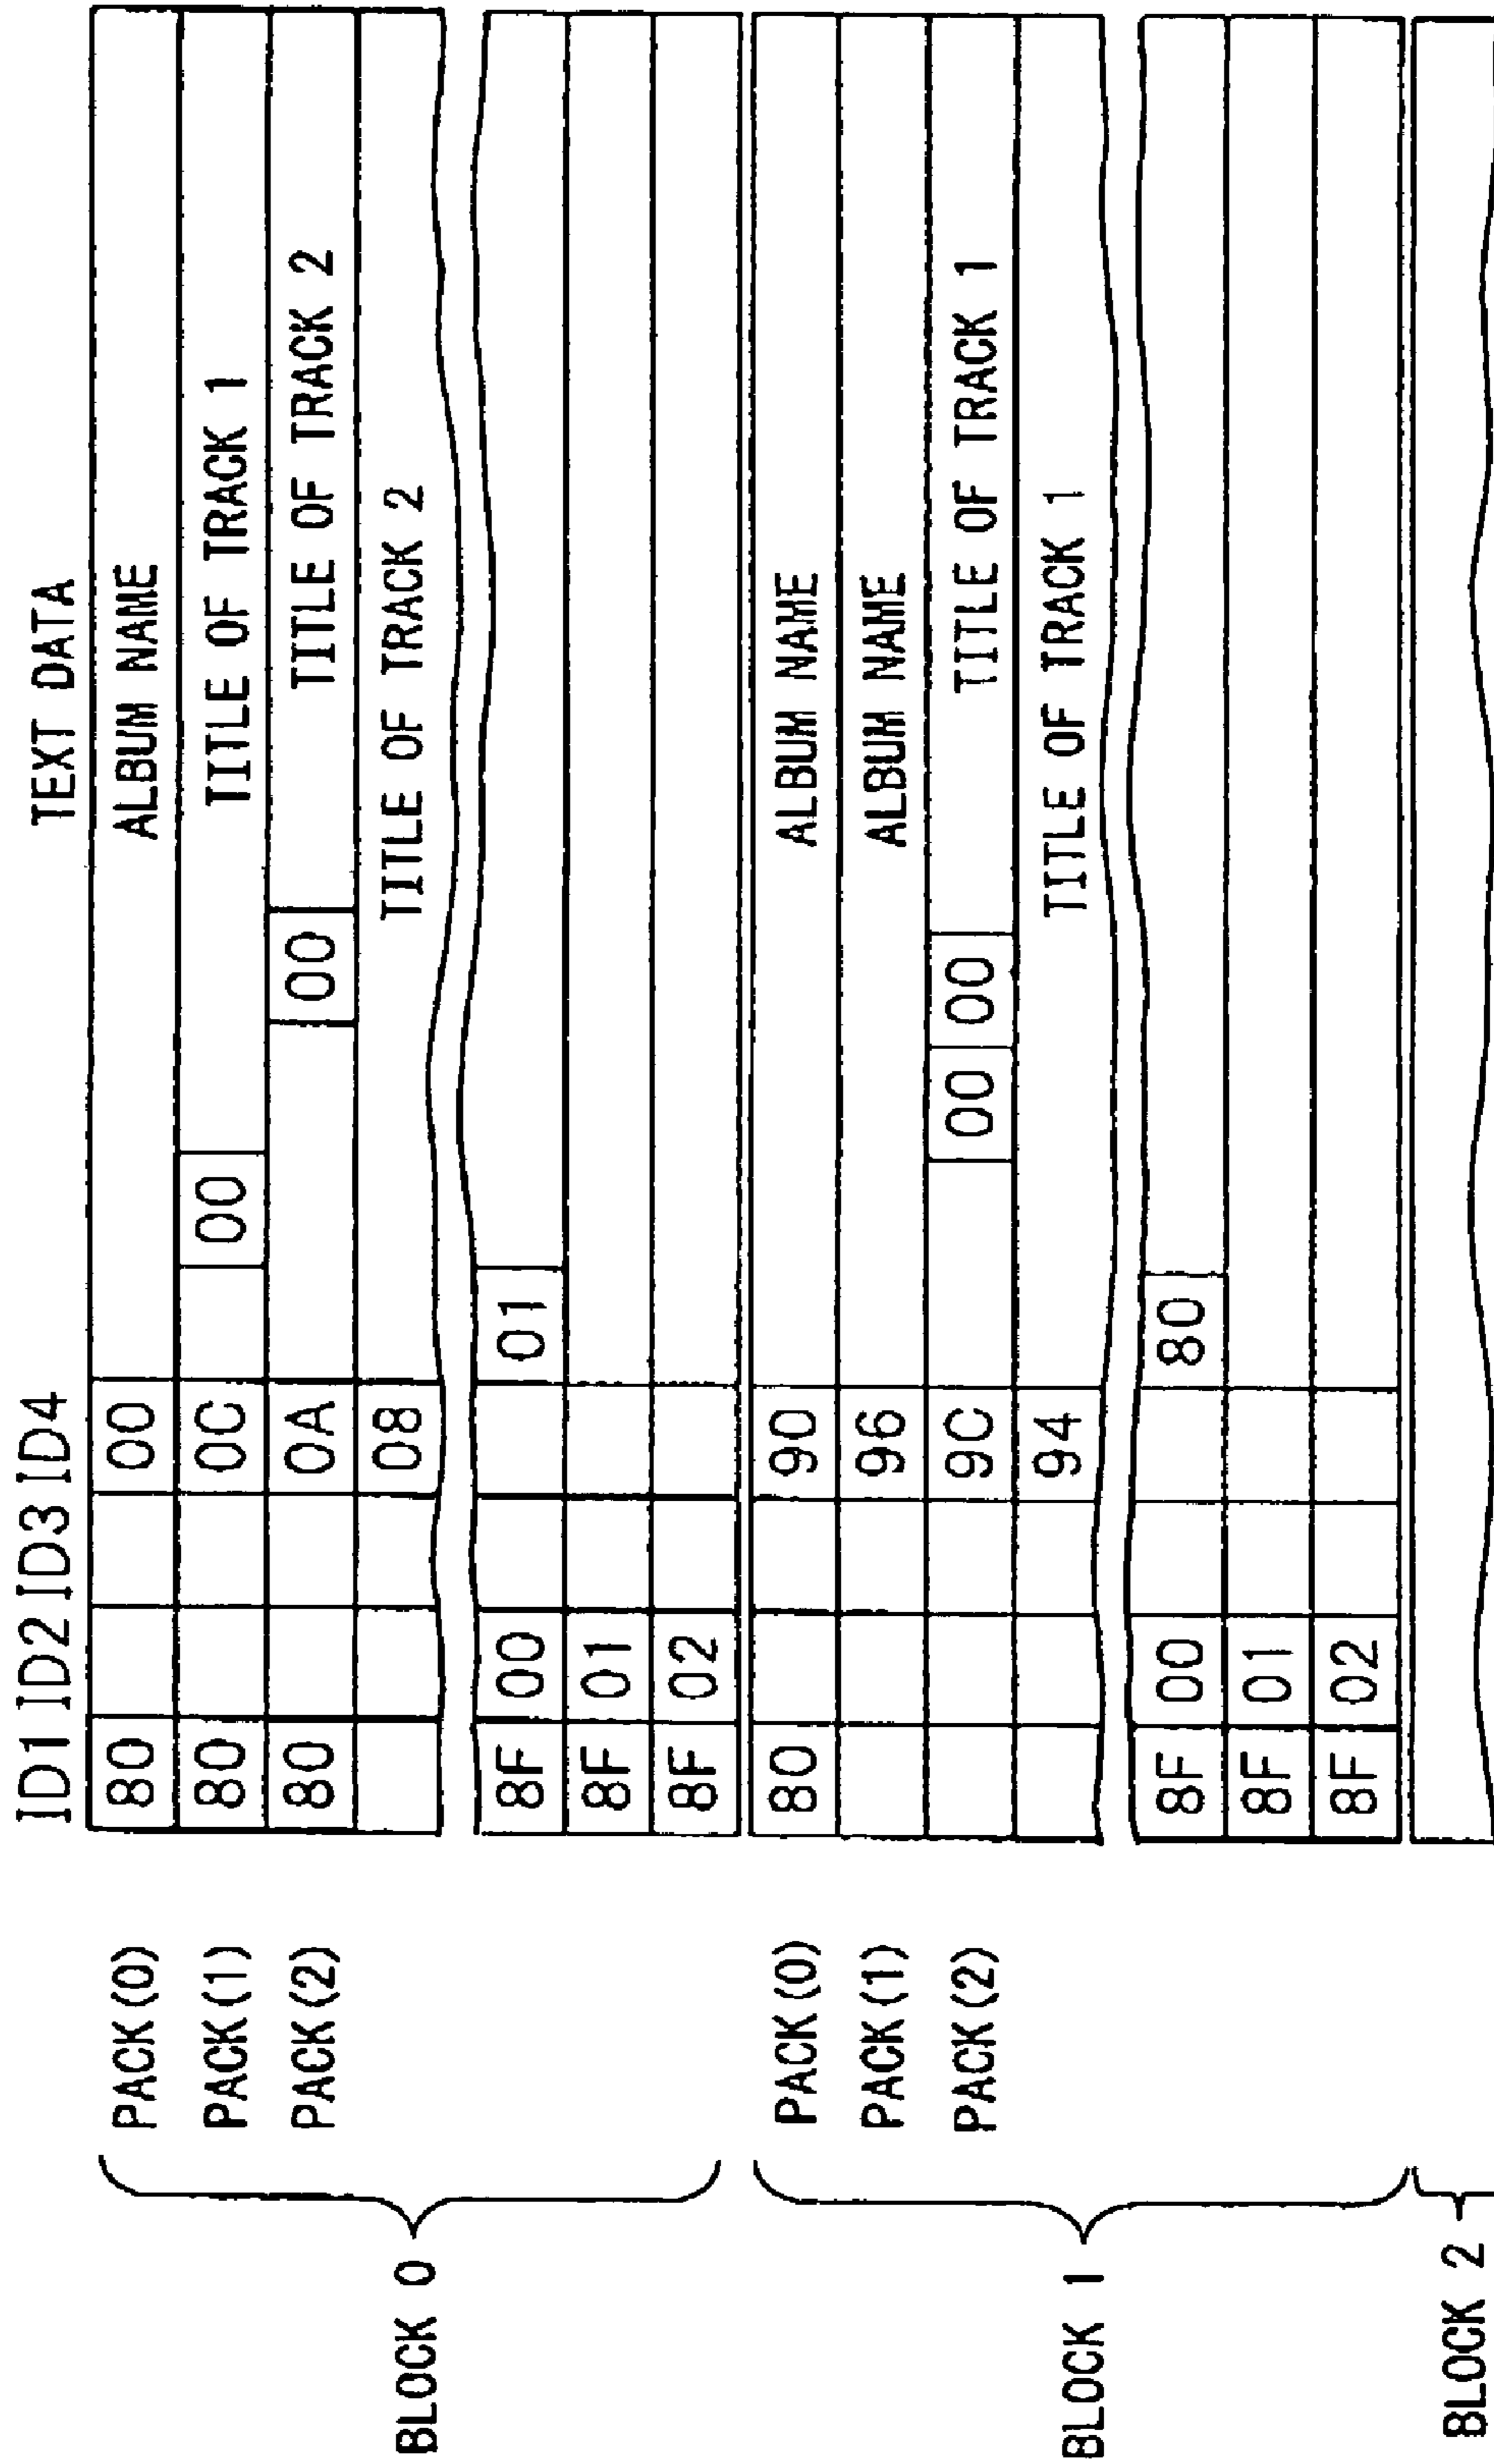 TEXT DATA
ID1 ID2 ID3 ID4
BLOCK 0
PACK(0) 80 00 ALBUM NAME
PACK(1) 80 0C 00 TITLE OF TRACK 1
PACK(2) 80 0A 00 TITLE OF TRACK 2
08 TITLE OF TRACK 2
8F 00 01
8F 01
8F 02
BLOCK 1
PACK(0) 80 90 ALBUM NAME
PACK(1) 96 ALBUM NAME
PACK(2) 9C 00 00 TITLE OF TRACK 1
94 TITLE OF TRACK 1
8F 00 80
8F 01
8F 02
BLOCK 2